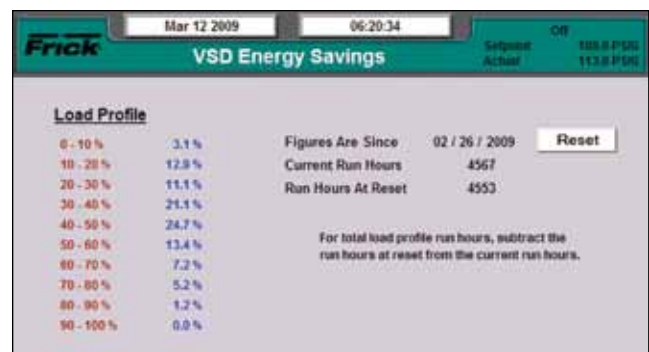 Mar 12 2009 06:20:34
Frick VSD Energy Savings
Off
Setpoint
Actual
Load Profile
0 - 10 % 3.1 %
10 - 20 % 12.9 %
20 - 30 % 11.1 %
30 - 40 % 21.1 %
40 - 50 % 24.7 %
50 - 60 % 13.4 %
60 - 70 % 7.2 %
70 - 80 % 5.2 %
80 - 90 % 1.2 %
90 - 100 % 0.0 %
Figures Are Since 02 / 26 / 2009 Reset
Current Run Hours 4567
Run Hours At Reset 4553
For total load profile run hours, subtract the
run hours at reset from the current run hours.